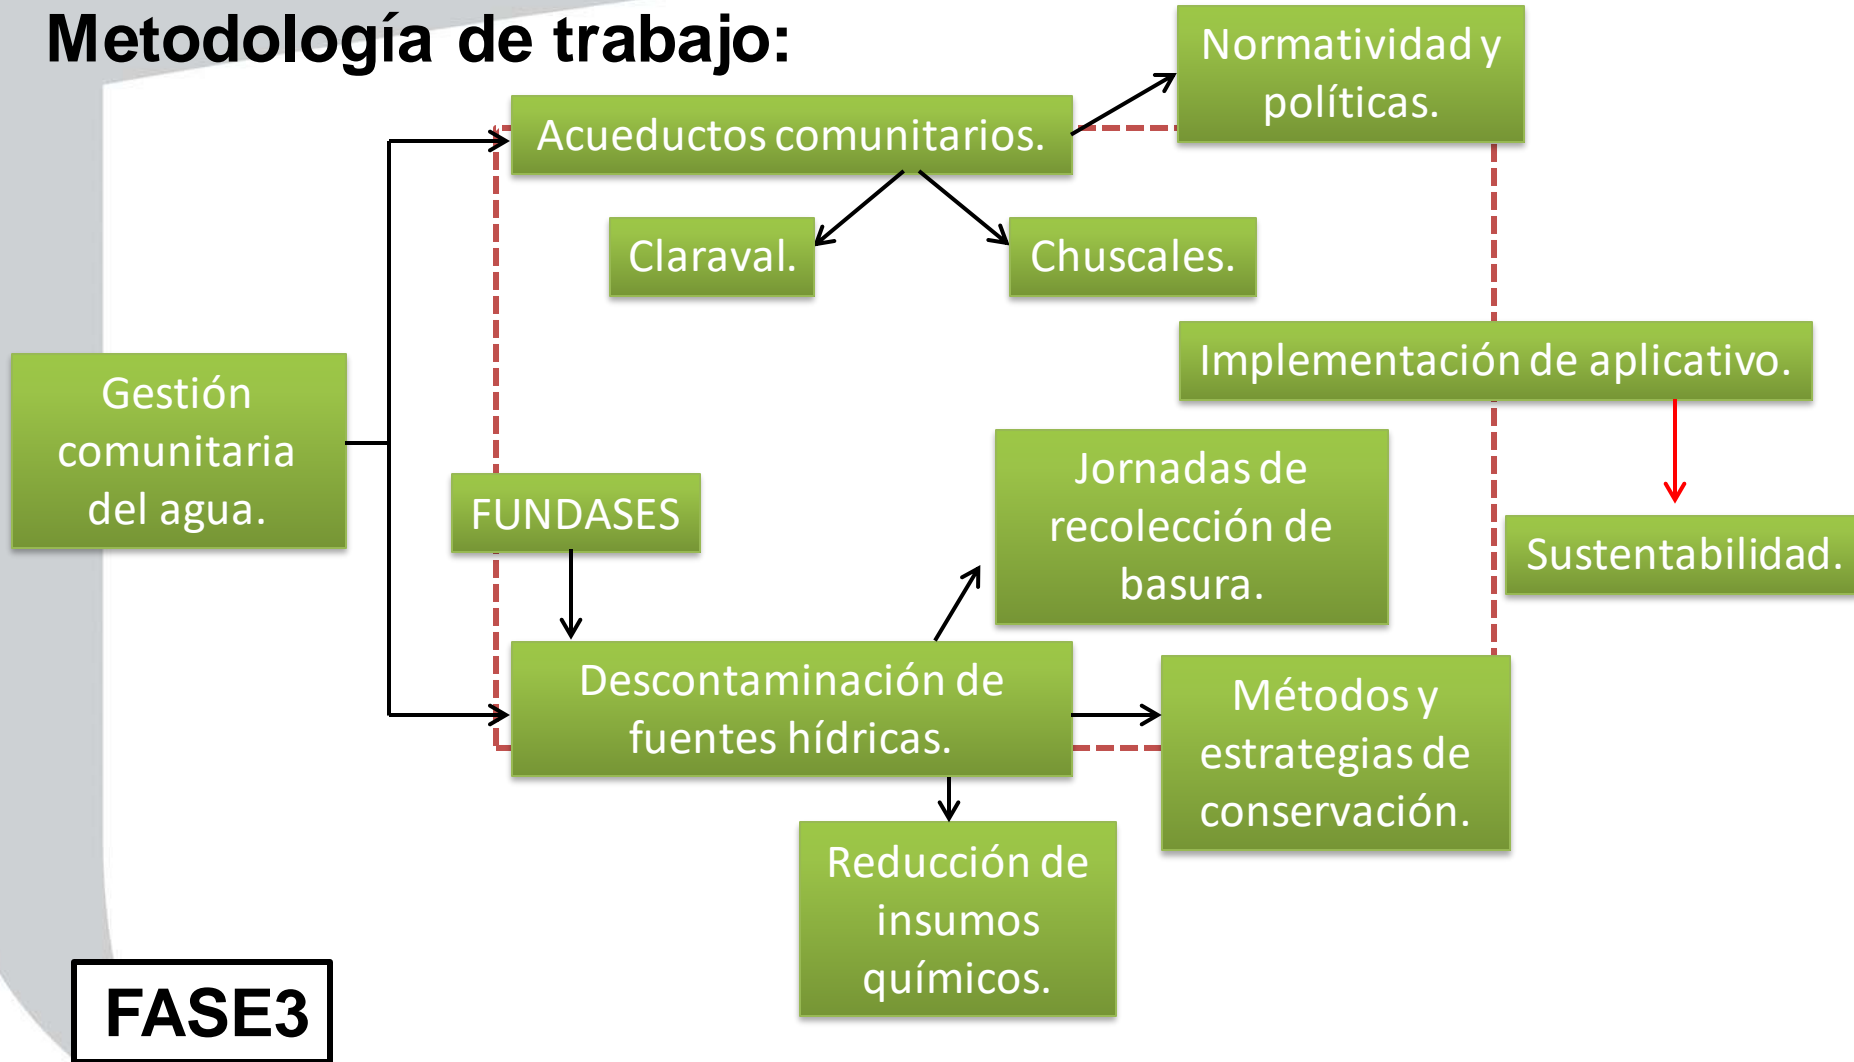 Metodología de trabajo:
Normatividad y
políticas.
Acueductos comunitarios.
Claraval.
Chuscales.
Implementación de aplicativo.
Gestión
comunitaria
del agua.
Jornadas de
recolección de
basura.
FUNDASES
Sustentabilidad.
Descontaminación de
fuentes hídricas.
Métodos y
estrategias de
conservación.
Reducción de
insumos
químicos.
FASE3